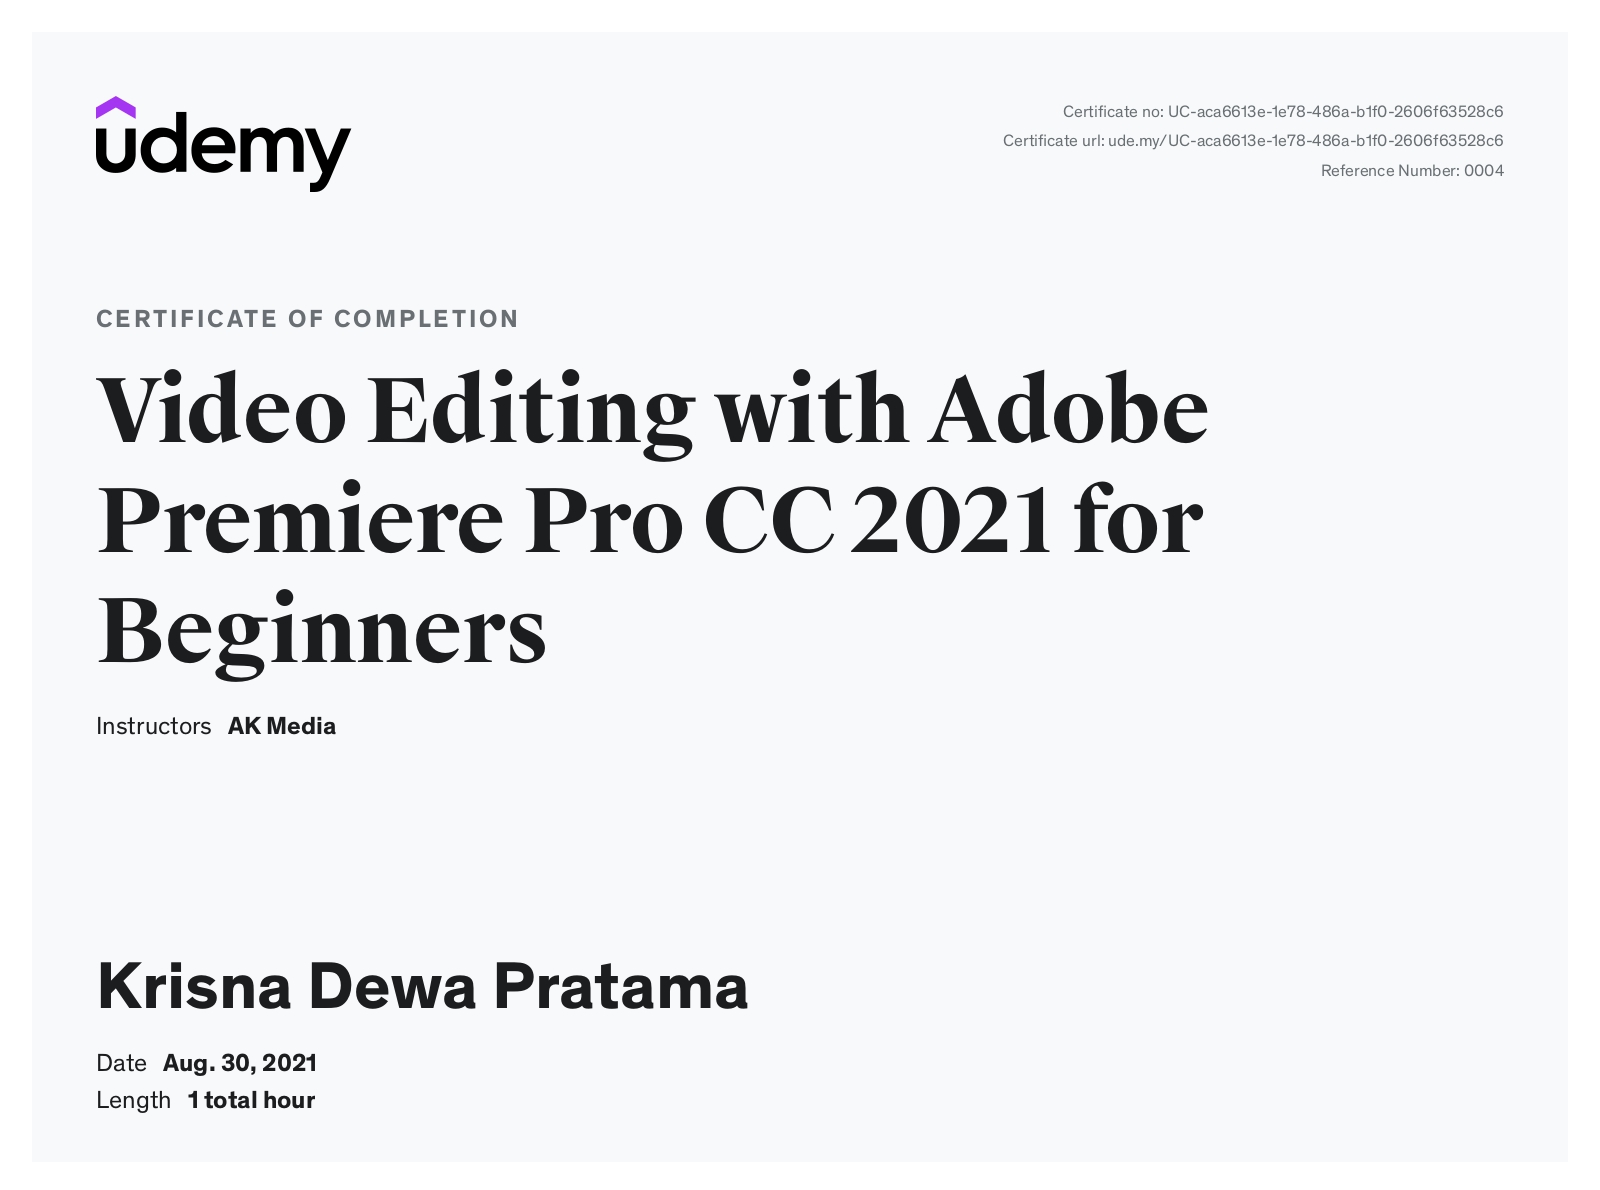 udemy
Certificate no: UC-aca6613e-1e78-486a-b1f0-2606f63528c6
Certificate url: ude.my/UC-aca6613e-1e78-486a-b1f0-2606f63528c6
Reference Number: 0004
CERTIFICATE OF COMPLETION
Video Editing with Adobe
Premiere Pro CC 2021 for
Beginners
Instructors AK Media
Krisna Dewa Pratama
Date Aug. 30, 2021
Length 1 total hour